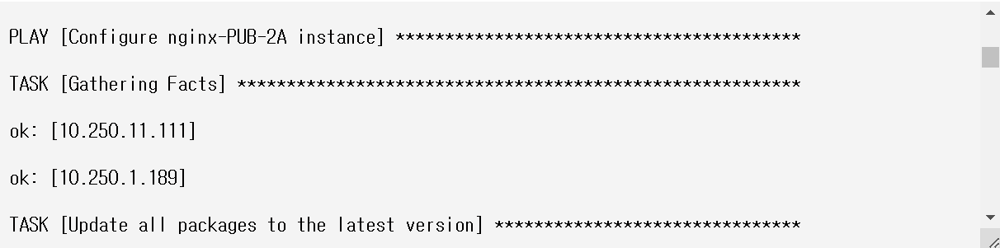 PLAY [Configure nginx-PUB-2A instance] *****************************************
TASK [Gathering Facts] *********************************************************
ok: [10.250.11.111]
ok: [10.250.1.189]
TASK [Update all packages to the latest version] *******************************